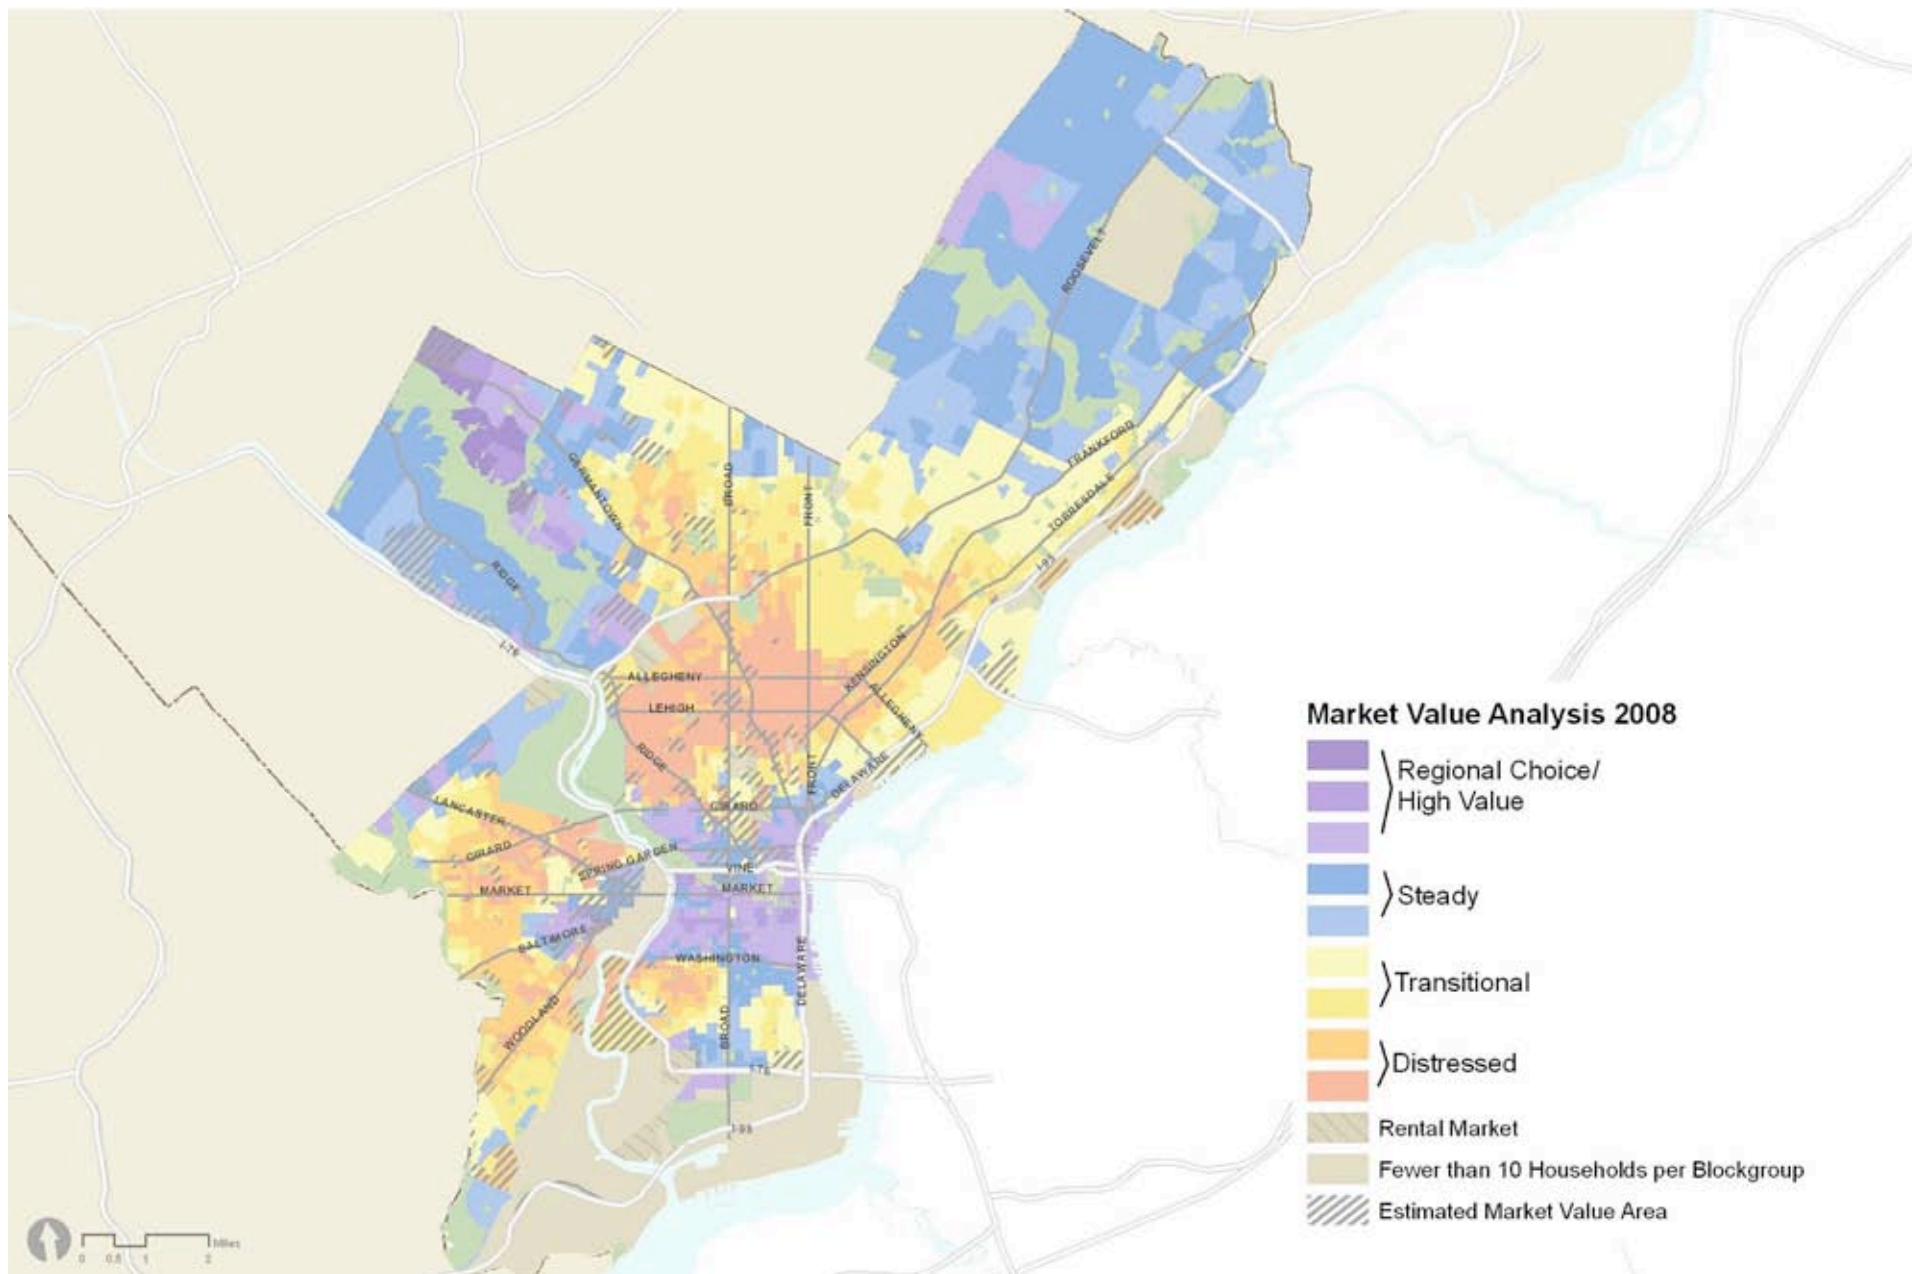 ROOSEVELT
FRANKFORD
TORRESDALE
I-95
GERMANTOWN
BROAD
FRONT
RIDGE
I-76
KENSINGTON
ALLEGHENY
ALLEGHENY
LEHIGH
RIDGE
FRONT
DELAWARE
GIRARD
LANCASTER
GIRARD
SPRING GARDEN
VINE
MARKET
MARKET
BALTIMORE
WASHINGTON
DELAWARE
WOODLAND
BROAD
I-76
I-95
Market Value Analysis 2008
Regional Choice/
High Value
Steady
Transitional
Distressed
Rental Market
Fewer than 10 Households per Blockgroup
Estimated Market Value Area
0 0.5 1 2 Miles